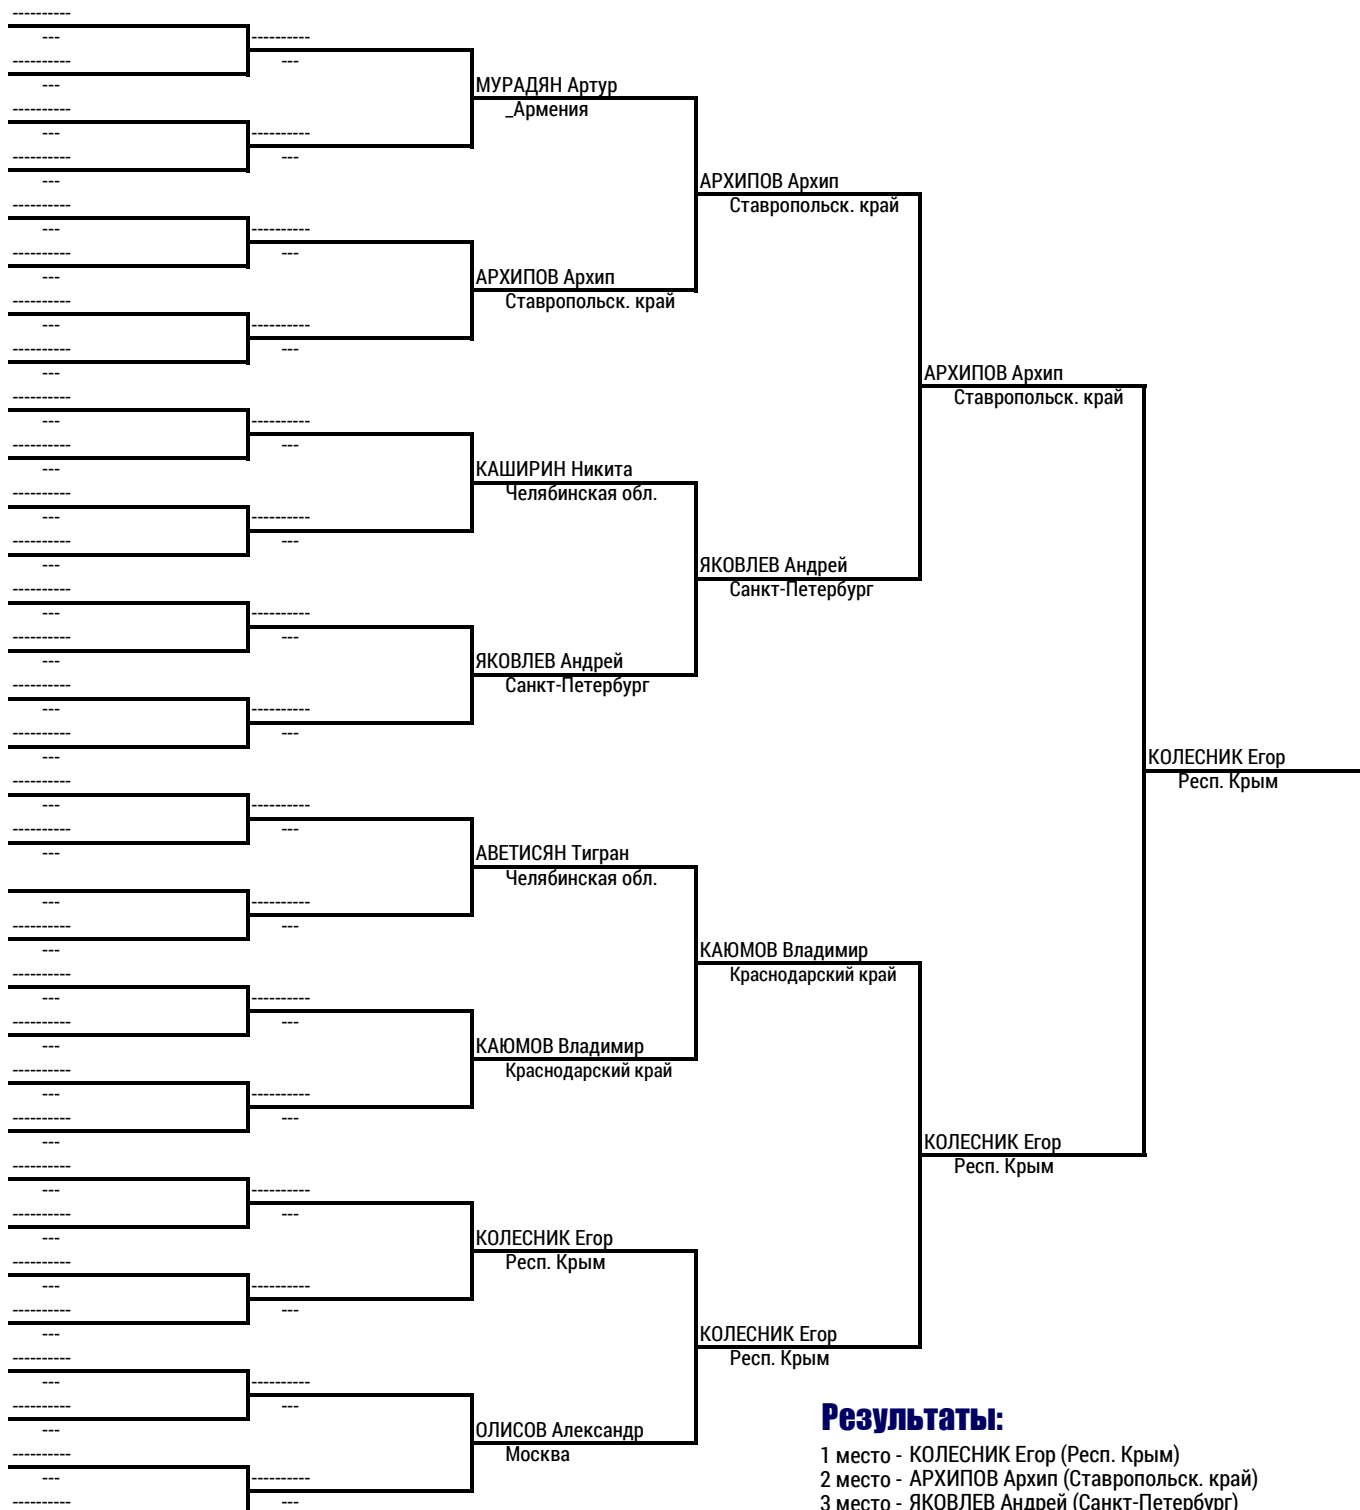 МУРАДЯН Артур
_Армения
АРХИПОВ Архип
Ставропольск. край
АРХИПОВ Архип
Ставропольск. край
АРХИПОВ Архип
Ставропольск. край
КАШИРИН Никита
Челябинская обл.
ЯКОВЛЕВ Андрей
Санкт-Петербург
ЯКОВЛЕВ Андрей
Санкт-Петербург
КОЛЕСНИК Егор
Респ. Крым
АВЕТИСЯН Тигран
Челябинская обл.
КАЮМОВ Владимир
Краснодарский край
КАЮМОВ Владимир
Краснодарский край
КОЛЕСНИК Егор
Респ. Крым
КОЛЕСНИК Егор
Респ. Крым
КОЛЕСНИК Егор
Респ. Крым
ОЛИСОВ Александр
Москва
Результаты:
1 место - КОЛЕСНИК Егор (Респ. Крым)
2 место - АРХИПОВ Архип (Ставропольск. край)
3 место - ЯКОВЛЕВ Андрей (Санкт-Петербург)